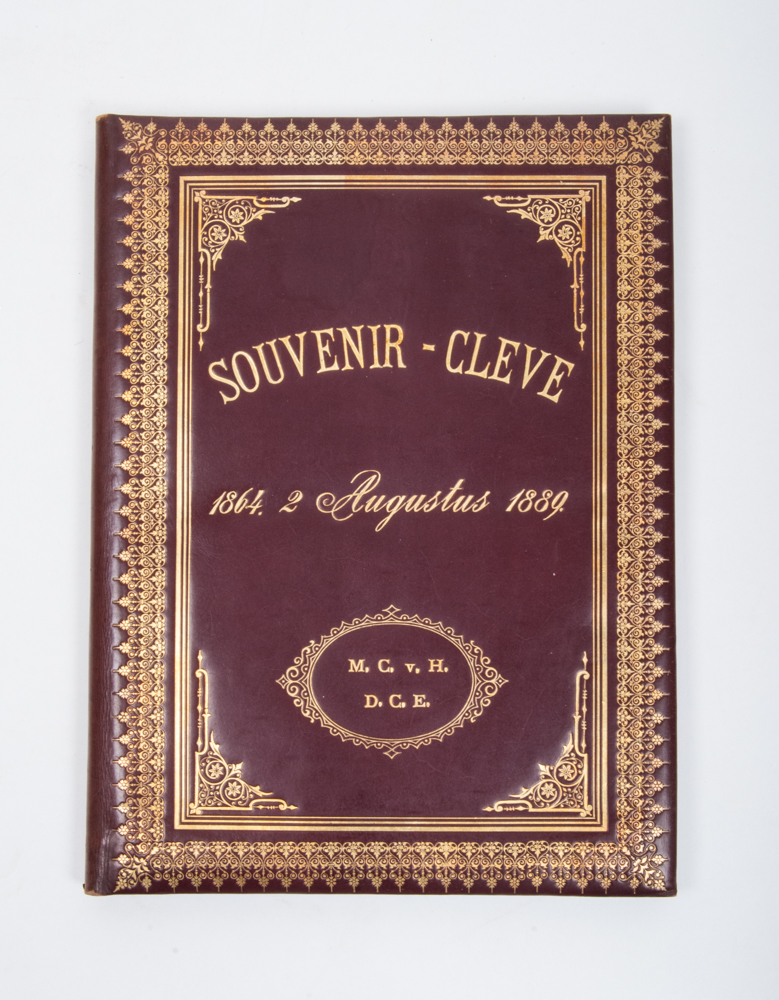 SOUVENIR - CLEVE
1864. 2 Augustus 1889.
M. C. v. H.
D. C. E.